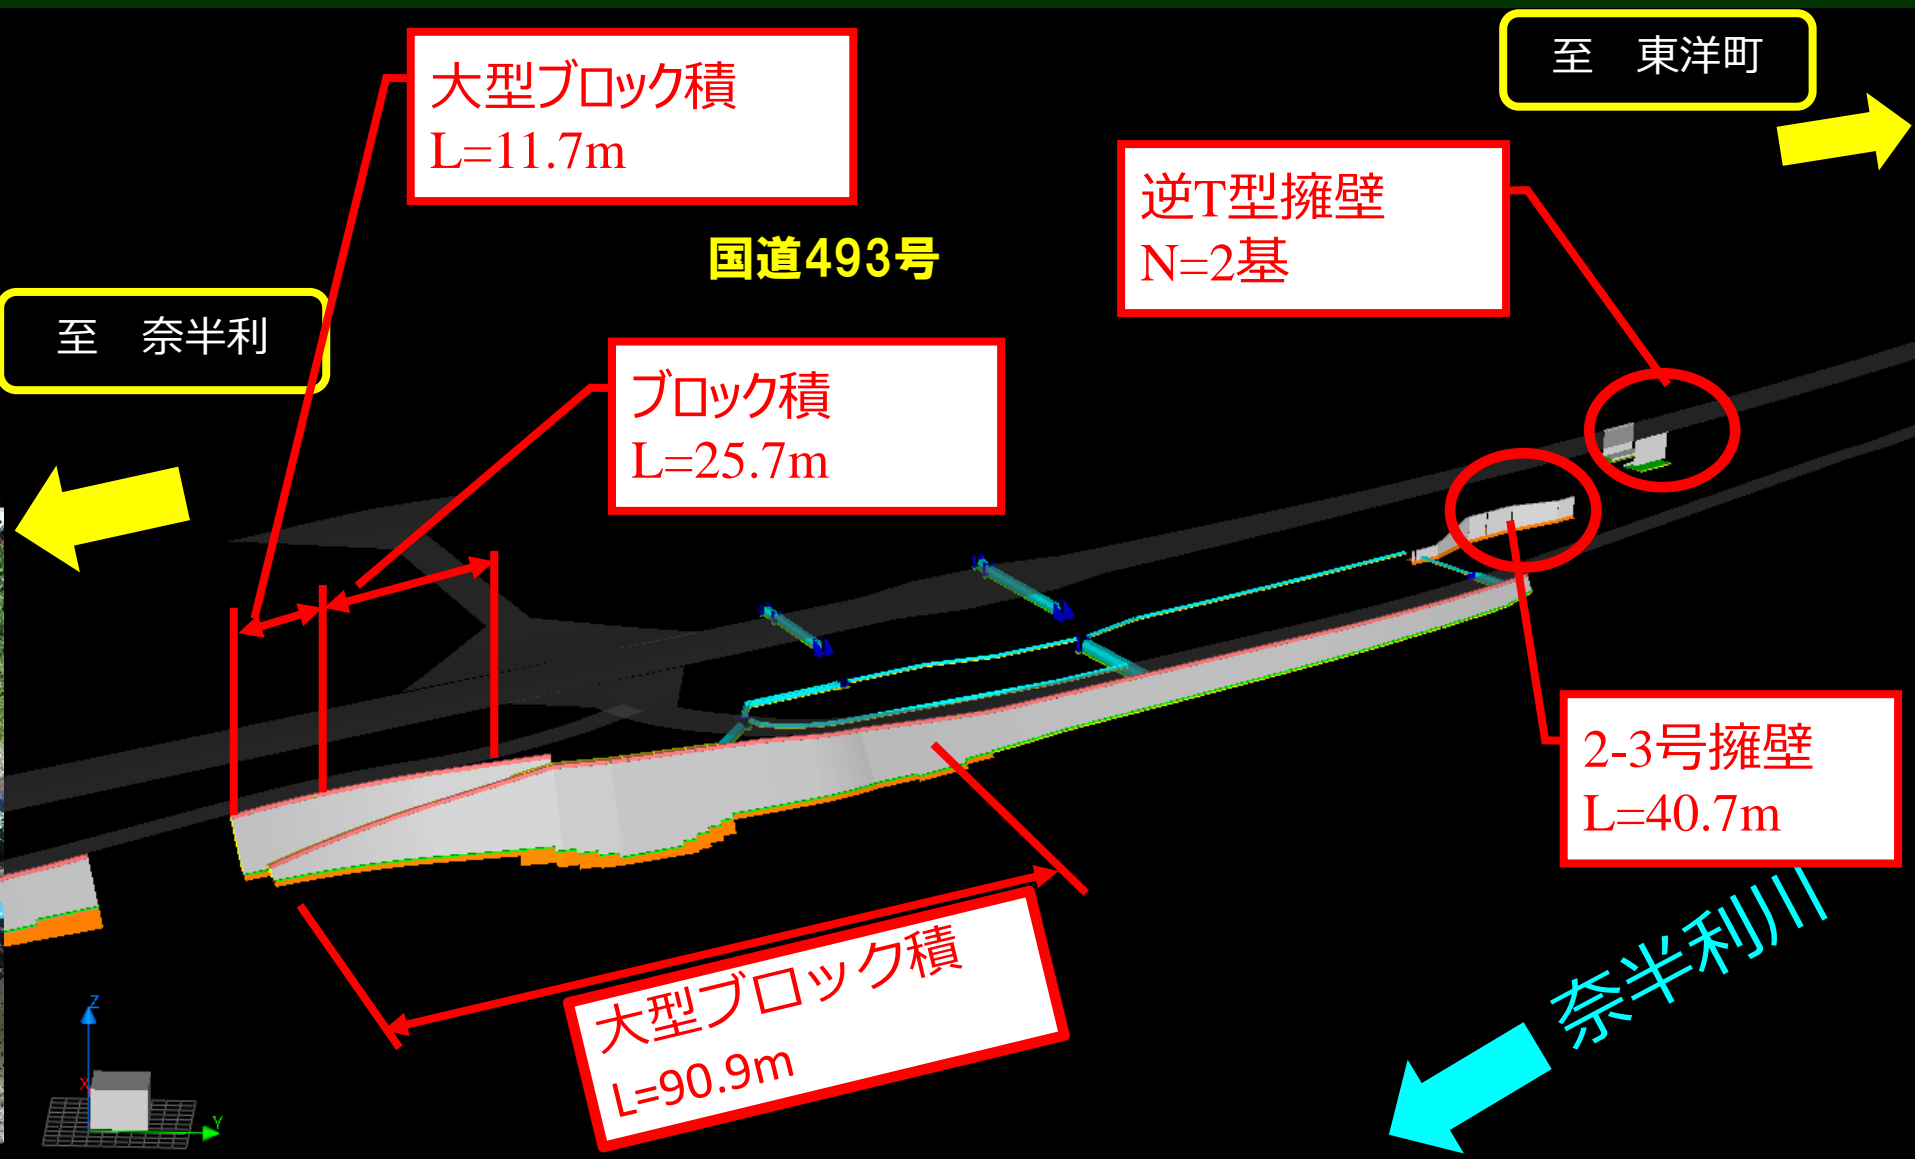 至　東洋町
大型ブロック積
L=11.7m
逆T型擁壁
N=2基
国道493号
至　奈半利
ブロック積
L=25.7m
2-3号擁壁
L=40.7m
大型ブロック積
L=90.9m
奈半利川
Z
X
Y